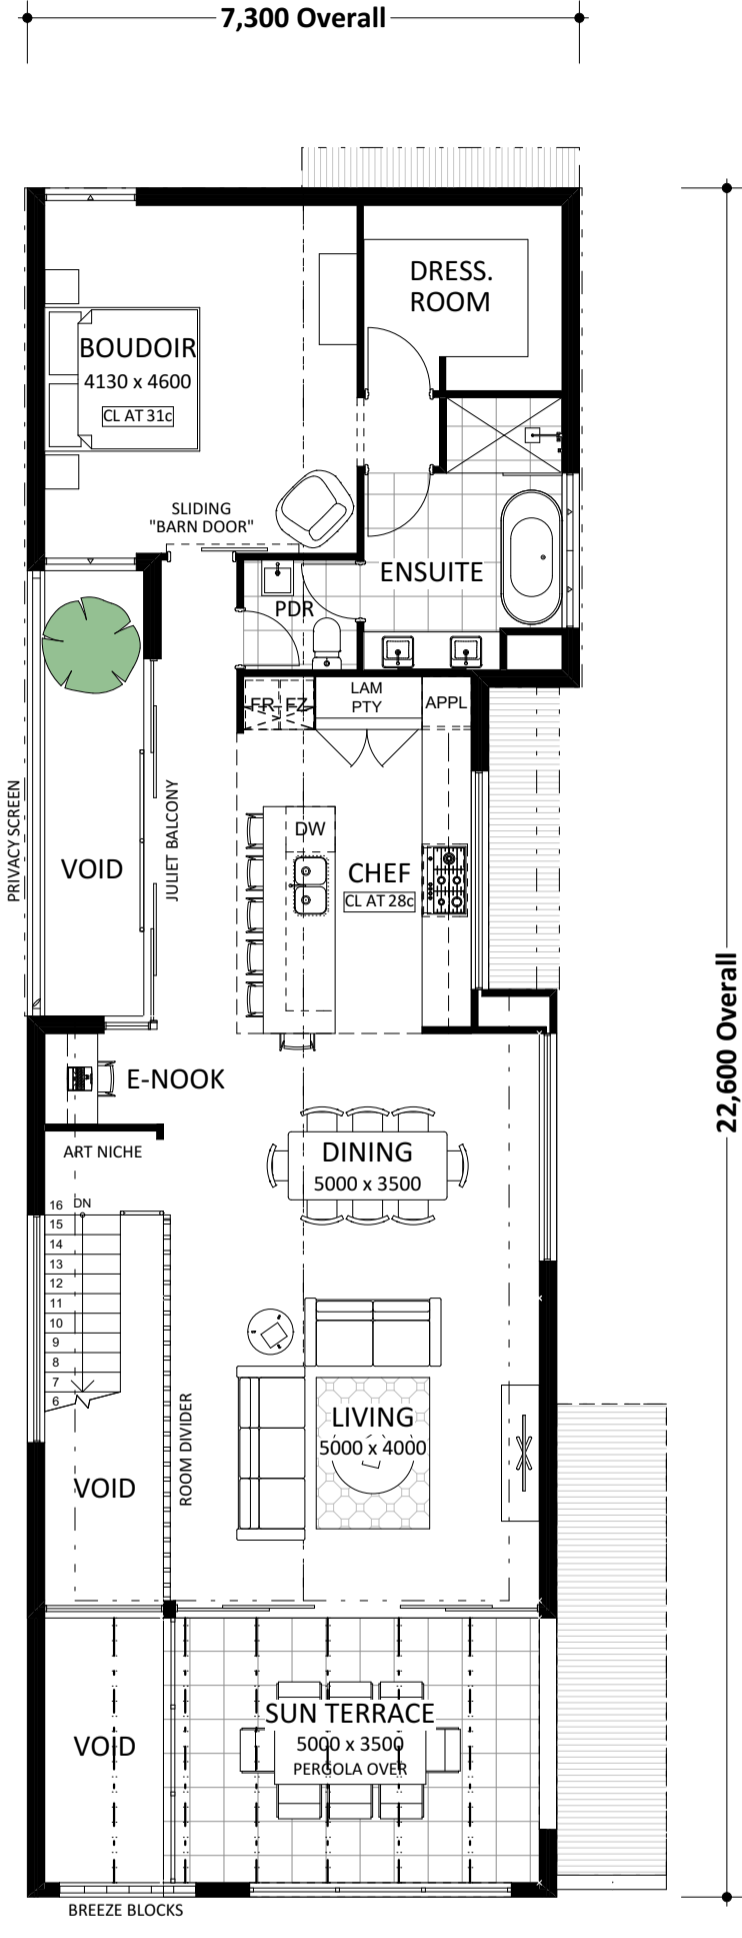 7,300 Overall
DRESS.
ROOM
BOUDOIR
4130 x 4600
CL AT 31c
SLIDING
"BARN DOOR"
ENSUITE
PDR
FR FZ
LAM
PTY
APPL
PRIVACY SCREEN
JULIET BALCONY
DW
VOID
CHEF
CL AT 28c
22,600 Overall
E-NOOK
ART NICHE
DINING
5000 x 3500
16 DN
15
14
13
12
11
10
9
8
7
6
ROOM DIVIDER
LIVING
5000 x 4000
VOID
SUN TERRACE
5000 x 3500
PERGOLA OVER
VOID
BREEZE BLOCKS